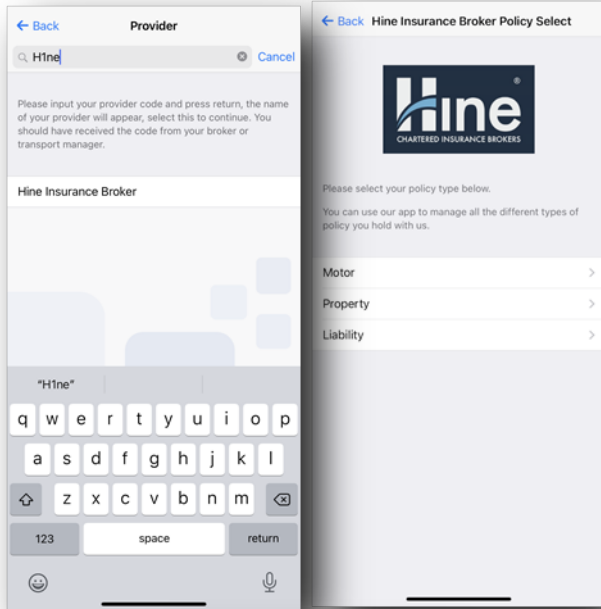 ← Back Provider
H1ne Cancel
Please input your provider code and press return, the name
of your provider will appear, select this to continue. You
should have received the code from your broker or
transport manager.
Hine Insurance Broker
"H1ne"
q w e r t y u i o p
a s d f g h j k l
z x c v b n m
123 space return
← Back Hine Insurance Broker Policy Select
Hine®
CHARTERED INSURANCE BROKERS
Please select your policy type below.
You can use our app to manage all the different types of
policy you hold with us.
Motor
Property
Liability